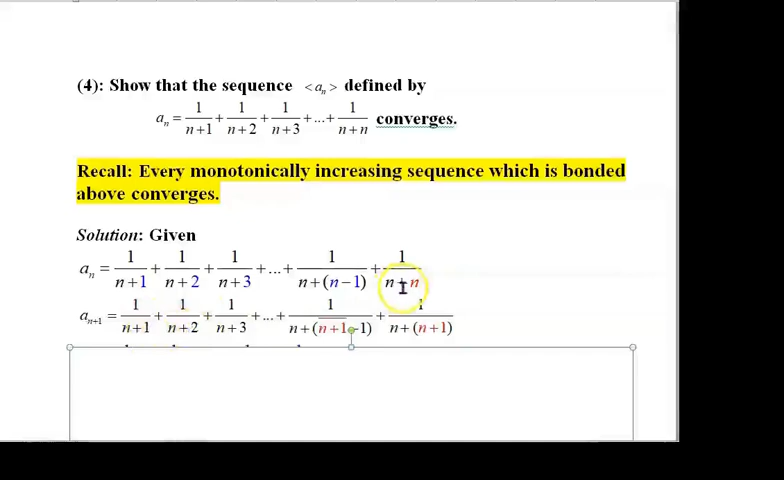 (4): Show that the sequence <aₙ> defined by
aₙ = 1/(n+1) + 1/(n+2) + 1/(n+3) + ... + 1/(n+n) converges.
Recall: Every monotonically increasing sequence which is bonded
above converges.
Solution: Given
aₙ = 1/(n+1) + 1/(n+2) + 1/(n+3) + ... + 1/(n+(n−1)) + 1/(n+n)
aₙ₊₁ = 1/(n+1) + 1/(n+2) + 1/(n+3) + ... + 1/(n+(n+1−1)) + 1/(n+(n+1))